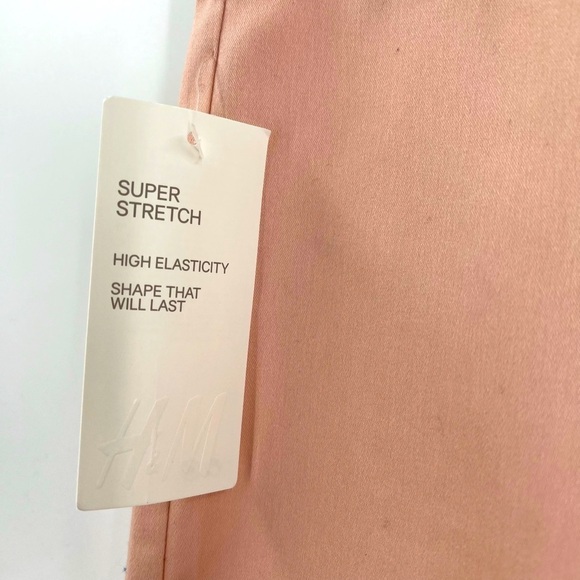 SUPER
STRETCH
HIGH ELASTICITY
SHAPE THAT
WILL LAST
H&M